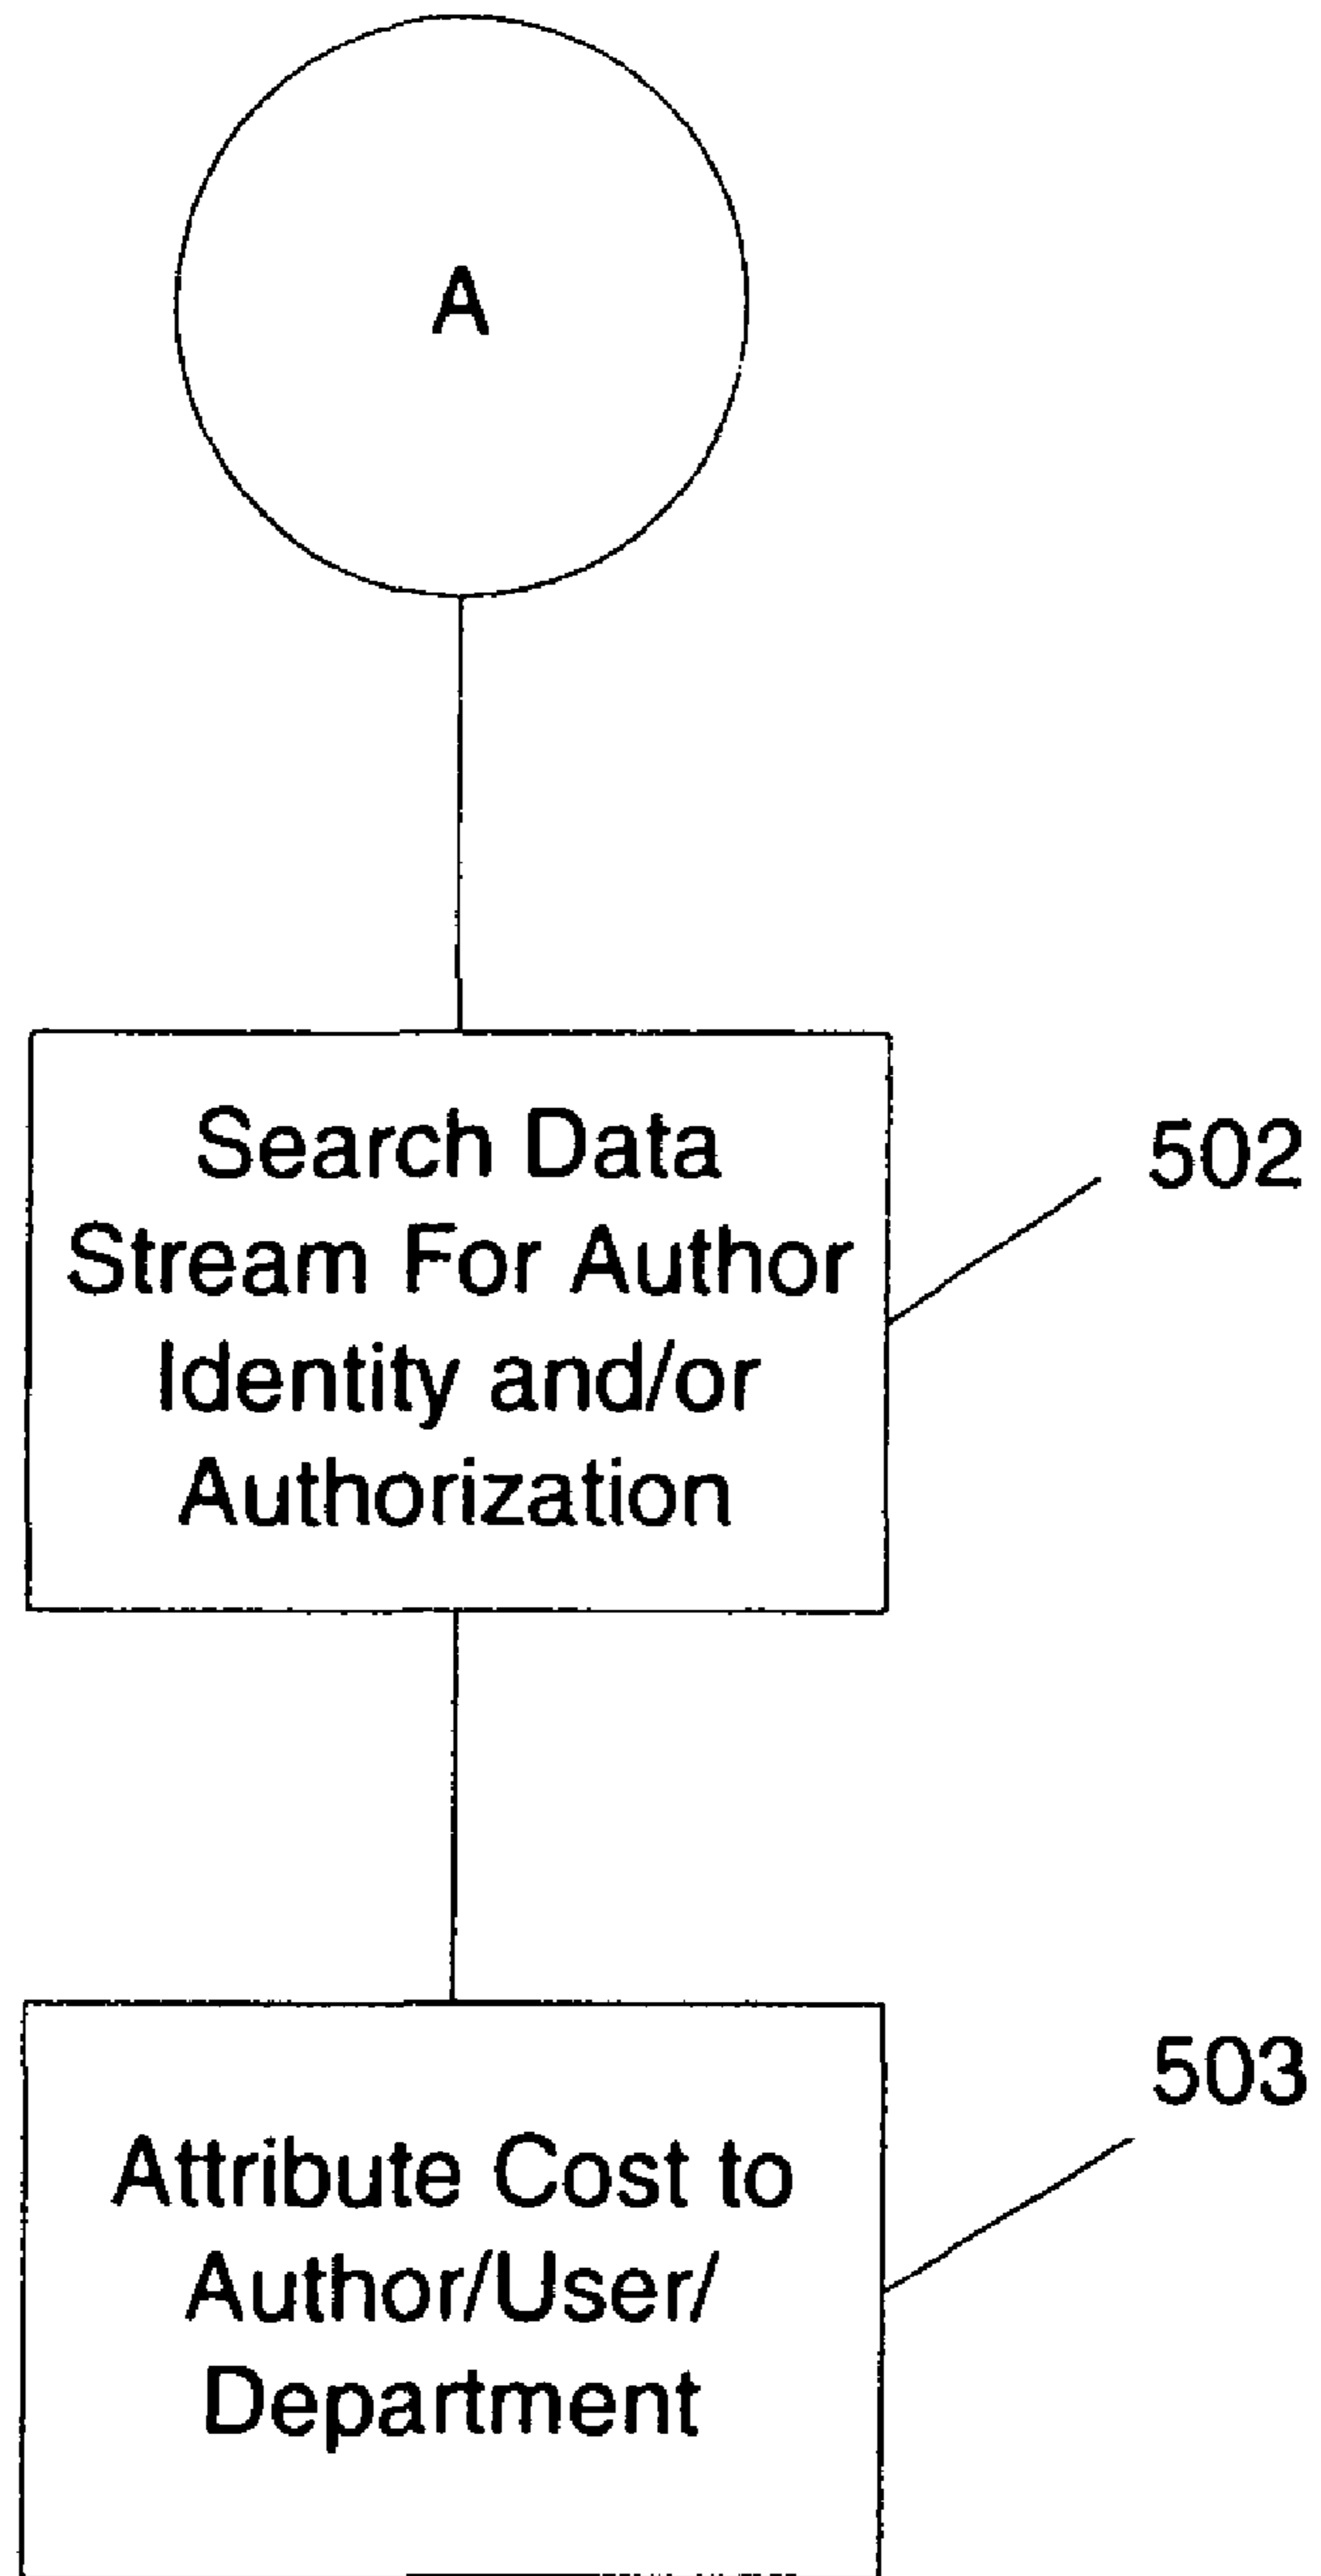 A
Search Data
Stream For Author
Identity and/or
Authorization
502
503
Attribute Cost to
Author/User/
Department